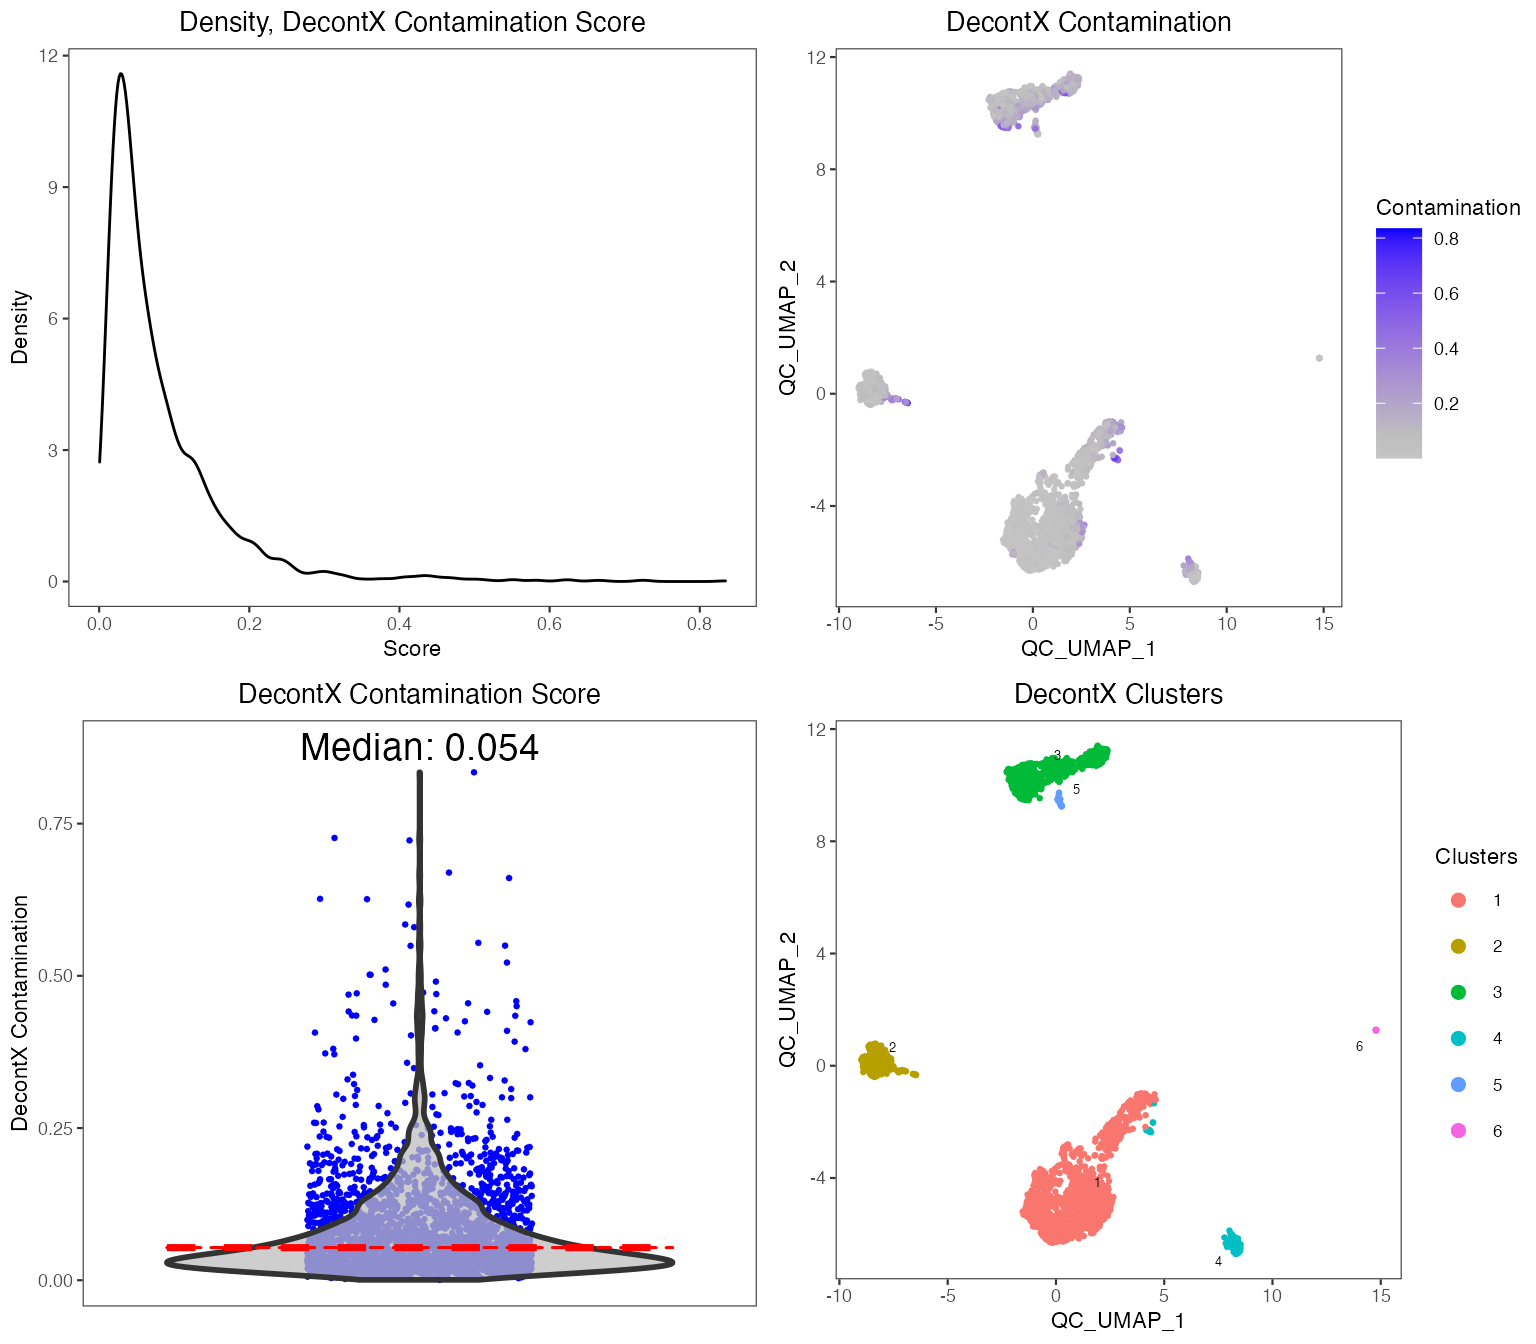 Density, DecontX Contamination Score
12
9
6
3
0
Density
0.0 0.2 0.4 0.6 0.8
Score
DecontX Contamination
12
8
4
0
-4
QC_UMAP_2
-10 -5 0 5 10 15
QC_UMAP_1
Contamination
0.8
0.6
0.4
0.2
DecontX Contamination Score
Median: 0.054
0.75
0.50
0.25
0.00
DecontX Contamination
DecontX Clusters
12
8
4
0
-4
QC_UMAP_2
3
5
2
6
1
4
-10 -5 0 5 10 15
QC_UMAP_1
Clusters
1
2
3
4
5
6